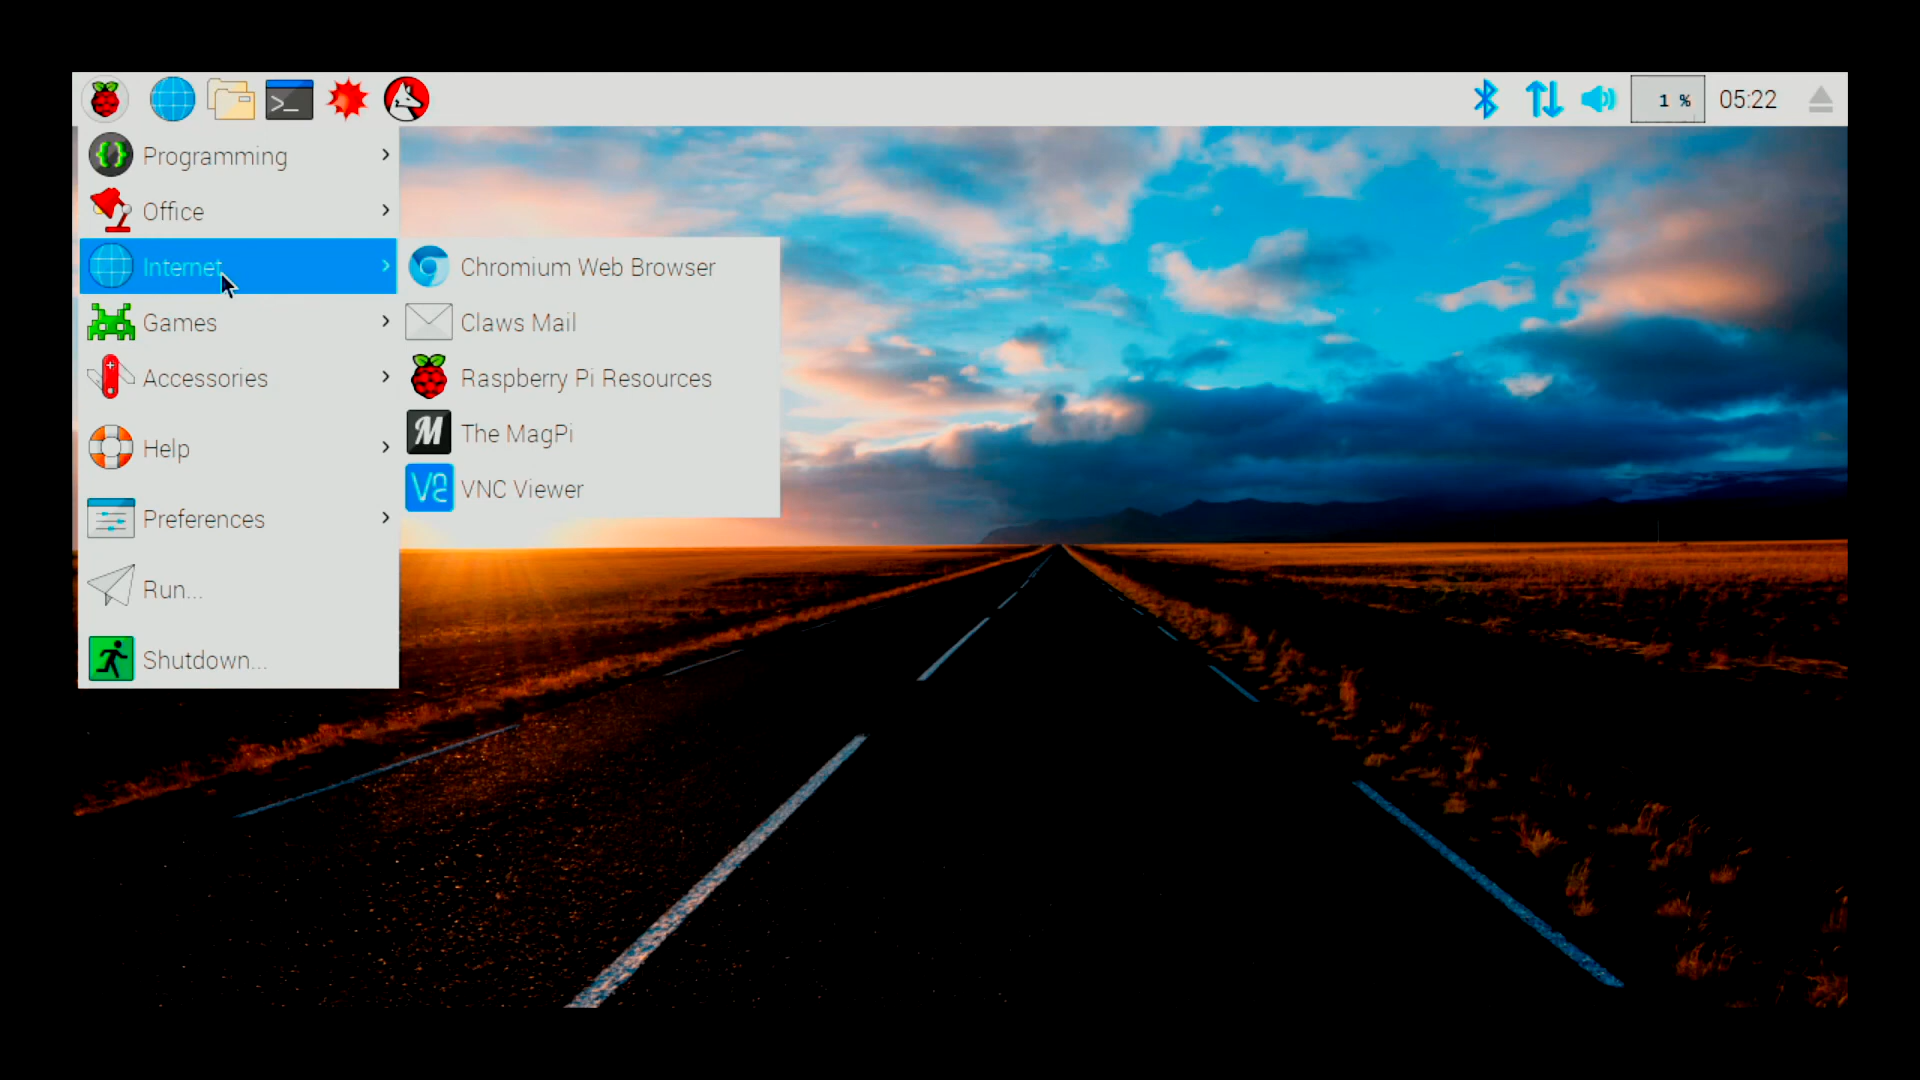 >_
1 %
05:22
Programming
Office
Internet
Games
Accessories
Help
Preferences
Run...
Shutdown...
Chromium Web Browser
Claws Mail
Raspberry Pi Resources
M
The MagPi
V2
VNC Viewer